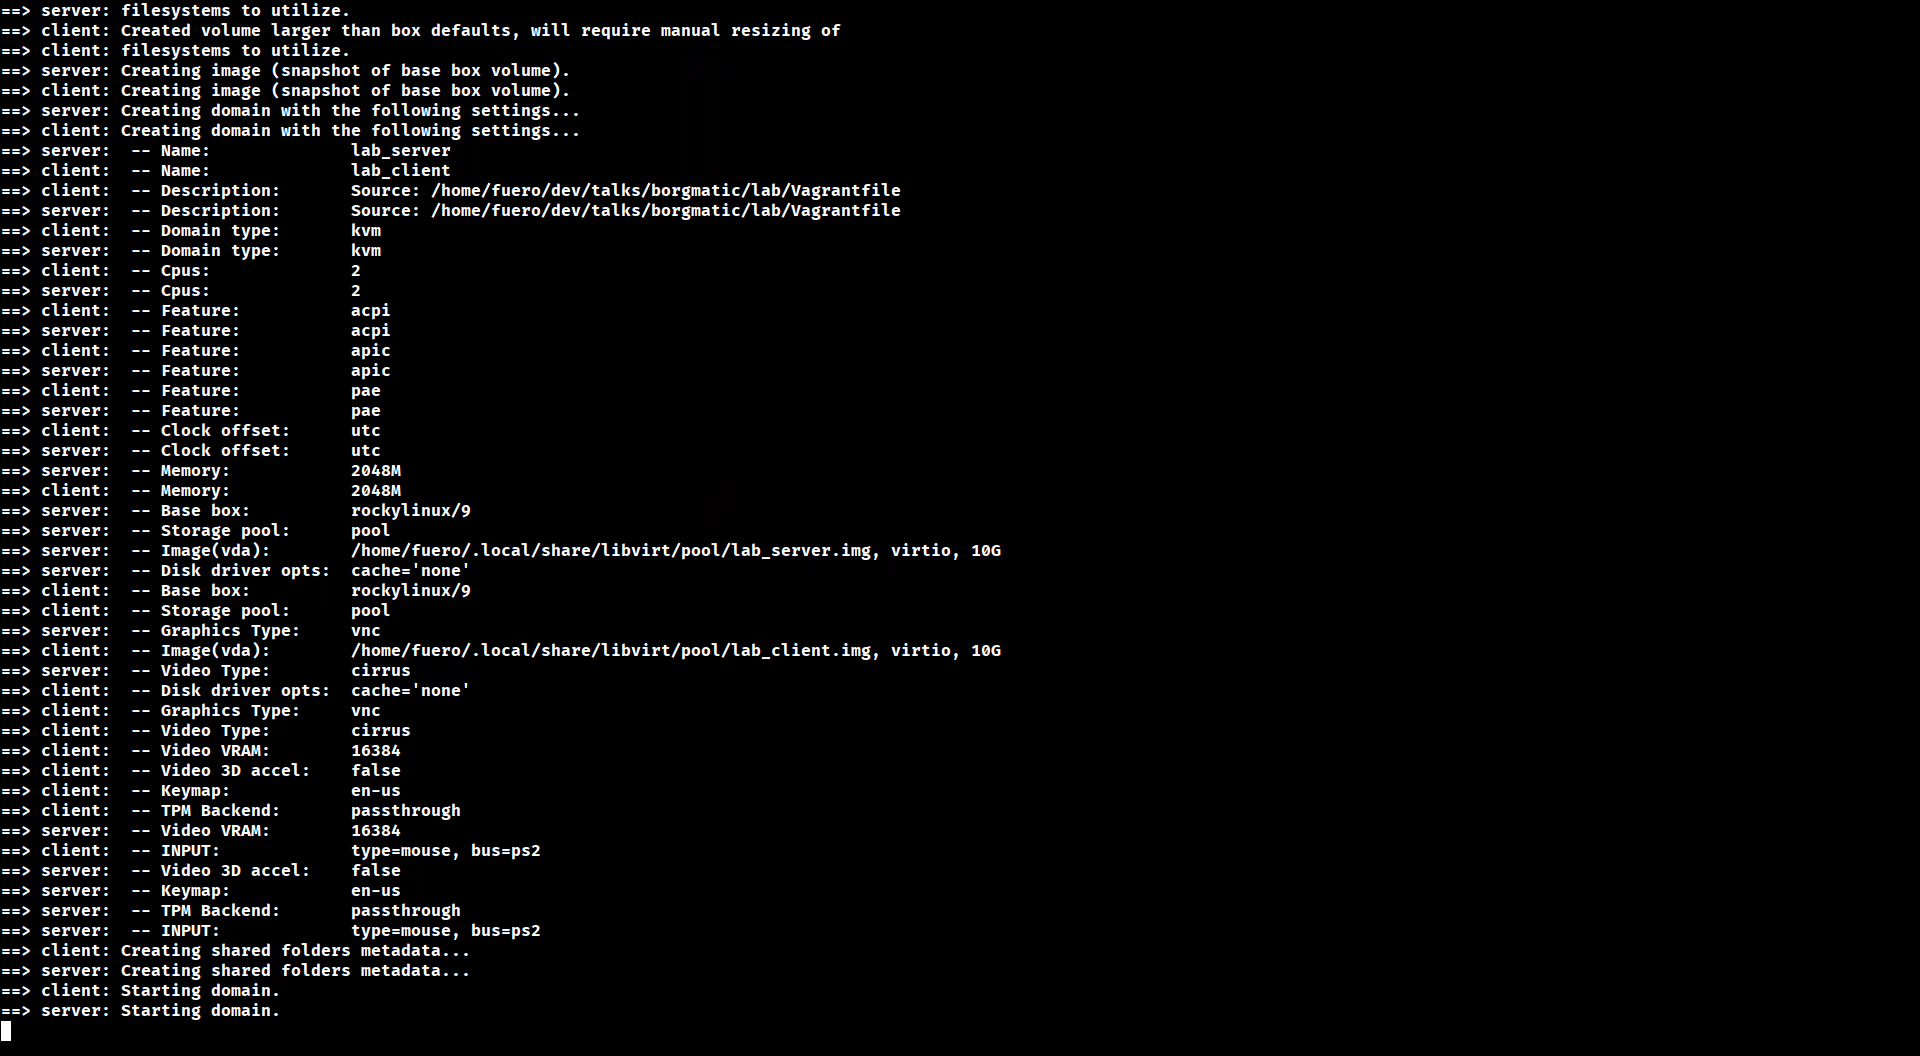 ==> server: filesystems to utilize.
==> client: Created volume larger than box defaults, will require manual resizing of
==> client: filesystems to utilize.
==> server: Creating image (snapshot of base box volume).
==> client: Creating image (snapshot of base box volume).
==> server: Creating domain with the following settings...
==> client: Creating domain with the following settings...
==> server:  -- Name:              lab_server
==> client:  -- Name:              lab_client
==> client:  -- Description:       Source: /home/fuero/dev/talks/borgmatic/lab/Vagrantfile
==> server:  -- Description:       Source: /home/fuero/dev/talks/borgmatic/lab/Vagrantfile
==> client:  -- Domain type:       kvm
==> server:  -- Domain type:       kvm
==> client:  -- Cpus:              2
==> server:  -- Cpus:              2
==> client:  -- Feature:           acpi
==> server:  -- Feature:           acpi
==> client:  -- Feature:           apic
==> server:  -- Feature:           apic
==> client:  -- Feature:           pae
==> server:  -- Feature:           pae
==> client:  -- Clock offset:      utc
==> server:  -- Clock offset:      utc
==> server:  -- Memory:            2048M
==> client:  -- Memory:            2048M
==> server:  -- Base box:          rockylinux/9
==> server:  -- Storage pool:      pool
==> server:  -- Image(vda):        /home/fuero/.local/share/libvirt/pool/lab_server.img, virtio, 10G
==> server:  -- Disk driver opts:  cache='none'
==> client:  -- Base box:          rockylinux/9
==> client:  -- Storage pool:      pool
==> server:  -- Graphics Type:     vnc
==> client:  -- Image(vda):        /home/fuero/.local/share/libvirt/pool/lab_client.img, virtio, 10G
==> server:  -- Video Type:        cirrus
==> client:  -- Disk driver opts:  cache='none'
==> client:  -- Graphics Type:     vnc
==> client:  -- Video Type:        cirrus
==> client:  -- Video VRAM:        16384
==> client:  -- Video 3D accel:    false
==> client:  -- Keymap:            en-us
==> client:  -- TPM Backend:       passthrough
==> server:  -- Video VRAM:        16384
==> client:  -- INPUT:             type=mouse, bus=ps2
==> server:  -- Video 3D accel:    false
==> server:  -- Keymap:            en-us
==> server:  -- TPM Backend:       passthrough
==> server:  -- INPUT:             type=mouse, bus=ps2
==> client: Creating shared folders metadata...
==> server: Creating shared folders metadata...
==> client: Starting domain.
==> server: Starting domain.